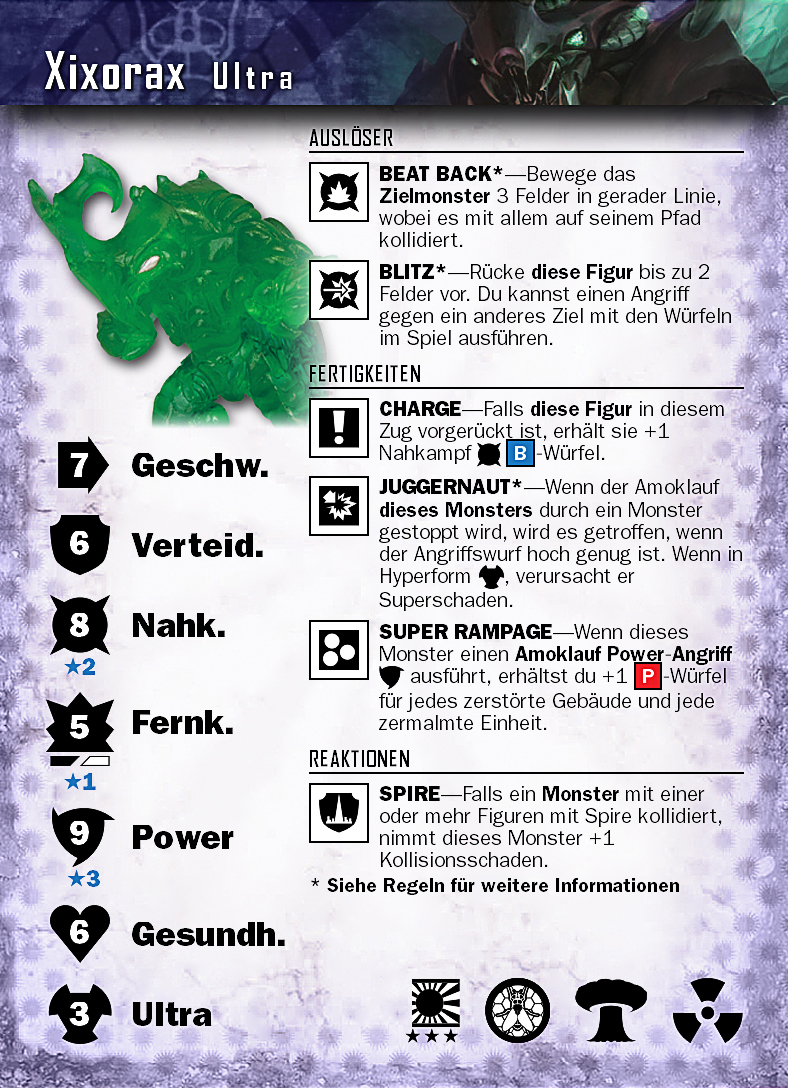 Xixorax Ultra
AUSLÖSER
BEAT BACK*—Bewege das
Zielmonster 3 Felder in gerader Linie,
wobei es mit allem auf seinem Pfad
kollidiert.
BLITZ*—Rücke diese Figur bis zu 2
Felder vor. Du kannst einen Angriff
gegen ein anderes Ziel mit den Würfeln
im Spiel ausführen.
FERTIGKEITEN
CHARGE—Falls diese Figur in diesem
Zug vorgerückt ist, erhält sie +1
Nahkampf B-Würfel.
JUGGERNAUT*—Wenn der Amoklauf
dieses Monsters durch ein Monster
gestoppt wird, wird es getroffen, wenn
der Angriffswurf hoch genug ist. Wenn in
Hyperform , verursacht er
Superschaden.
SUPER RAMPAGE—Wenn dieses
Monster einen Amoklauf Power-Angriff
ausführt, erhältst du +1 P-Würfel
für jedes zerstörte Gebäude und jede
zermalmte Einheit.
REAKTIONEN
SPIRE—Falls ein Monster mit einer
oder mehr Figuren mit Spire kollidiert,
nimmt dieses Monster +1
Kollisionsschaden.
* Siehe Regeln für weitere Informationen
7 Geschw.
6 Verteid.
8 Nahk.
★2
5 Fernk.
★1
9 Power
★3
6 Gesundh.
3 Ultra
★★★